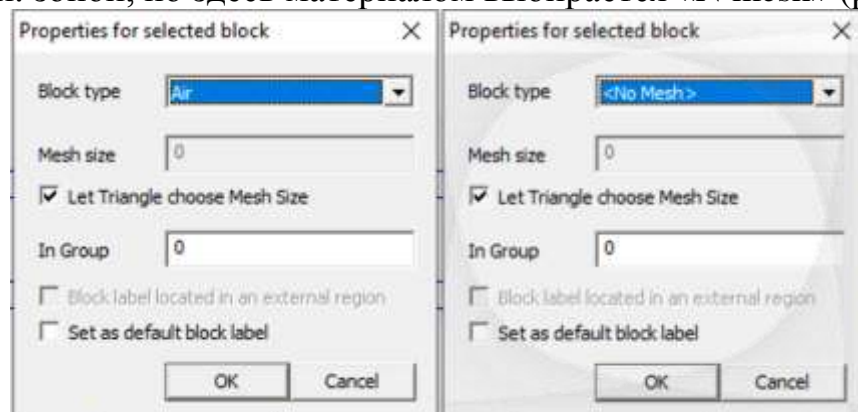 здесь материалом выбирается
Properties for selected block
Block type Air
Mesh size 0
Let Triangle choose Mesh Size
In Group 0
Block label located in an external region
Set as default block label
OK Cancel
Properties for selected block
Block type <No Mesh>
Mesh size 0
Let Triangle choose Mesh Size
In Group 0
Block label located in an external region
Set as default block label
OK Cancel